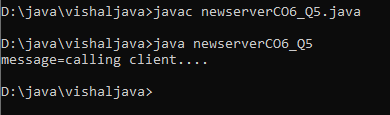 D:\java\vishaljava>javac newserverCO6_Q5.java
D:\java\vishaljava>java newserverCO6_Q5
message=calling client....
D:\java\vishaljava>